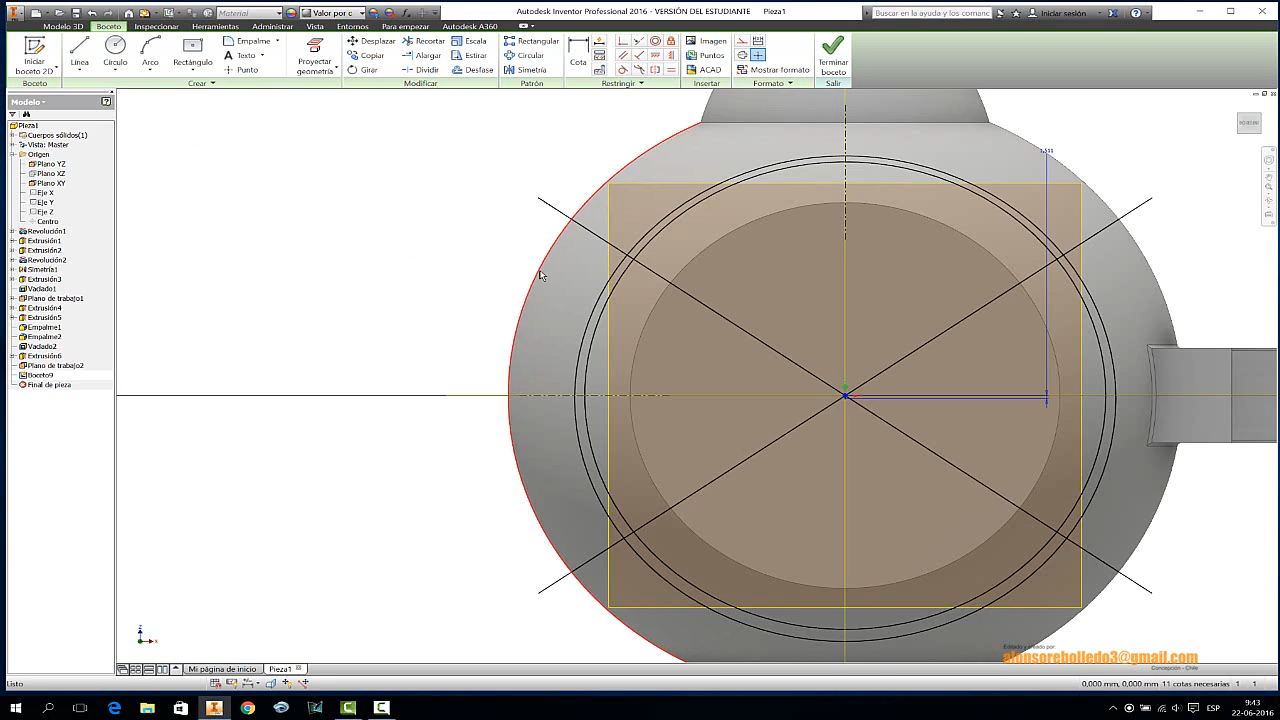 Material
Valor por c
Autodesk Inventor Professional 2016 - VERSIÓN DEL ESTUDIANTE Pieza1
Buscar en la ayuda y los comanc
Iniciar sesión
Modelo 3D Boceto Inspeccionar Herramientas Administrar Vista Entornos Para empezar Autodesk A360
Iniciar boceto 2D
Línea
Círculo
Arco
Rectángulo
Empalme
Texto
Punto
Proyectar geometría
Desplazar
Copiar
Girar
Recortar
Alargar
Dividir
Escala
Estirar
Desfase
Rectangular
Circular
Simetría
Cota
Imagen
Puntos
ACAD
Mostrar formato
Terminar boceto
Boceto Crear Modificar Patrón Restringir Insertar Formato Salir
Modelo
Pieza1
Cuerpos sólidos(1)
Vista: Master
Origen
Plano YZ
Plano XZ
Plano XY
Eje X
Eje Y
Eje Z
Centro
Revolución1
Extrusión1
Extrusión2
Revolución2
Simetría1
Extrusión3
Vaciado1
Plano de trabajo1
Extrusión4
Extrusión5
Empalme1
Empalme2
Vaciado2
Extrusión6
Plano de trabajo2
Boceto9
Final de pieza
z
x
Editado y creado por:
alonsorebolledo3@gmail.com
Concepción - Chile
Mi página de inicio Pieza1
Listo
0,000 mm, 0,000 mm 11 cotas necesarias 1 1
ESP
9:43
22-06-2016